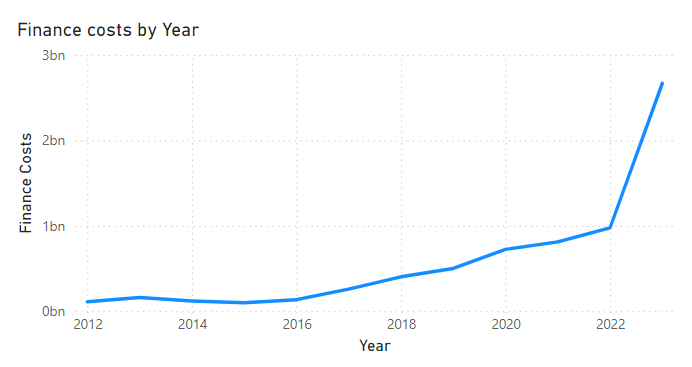 Finance costs by Year
3bn
2bn
1bn
0bn
Finance Costs
2012 2014 2016 2018 2020 2022
Year